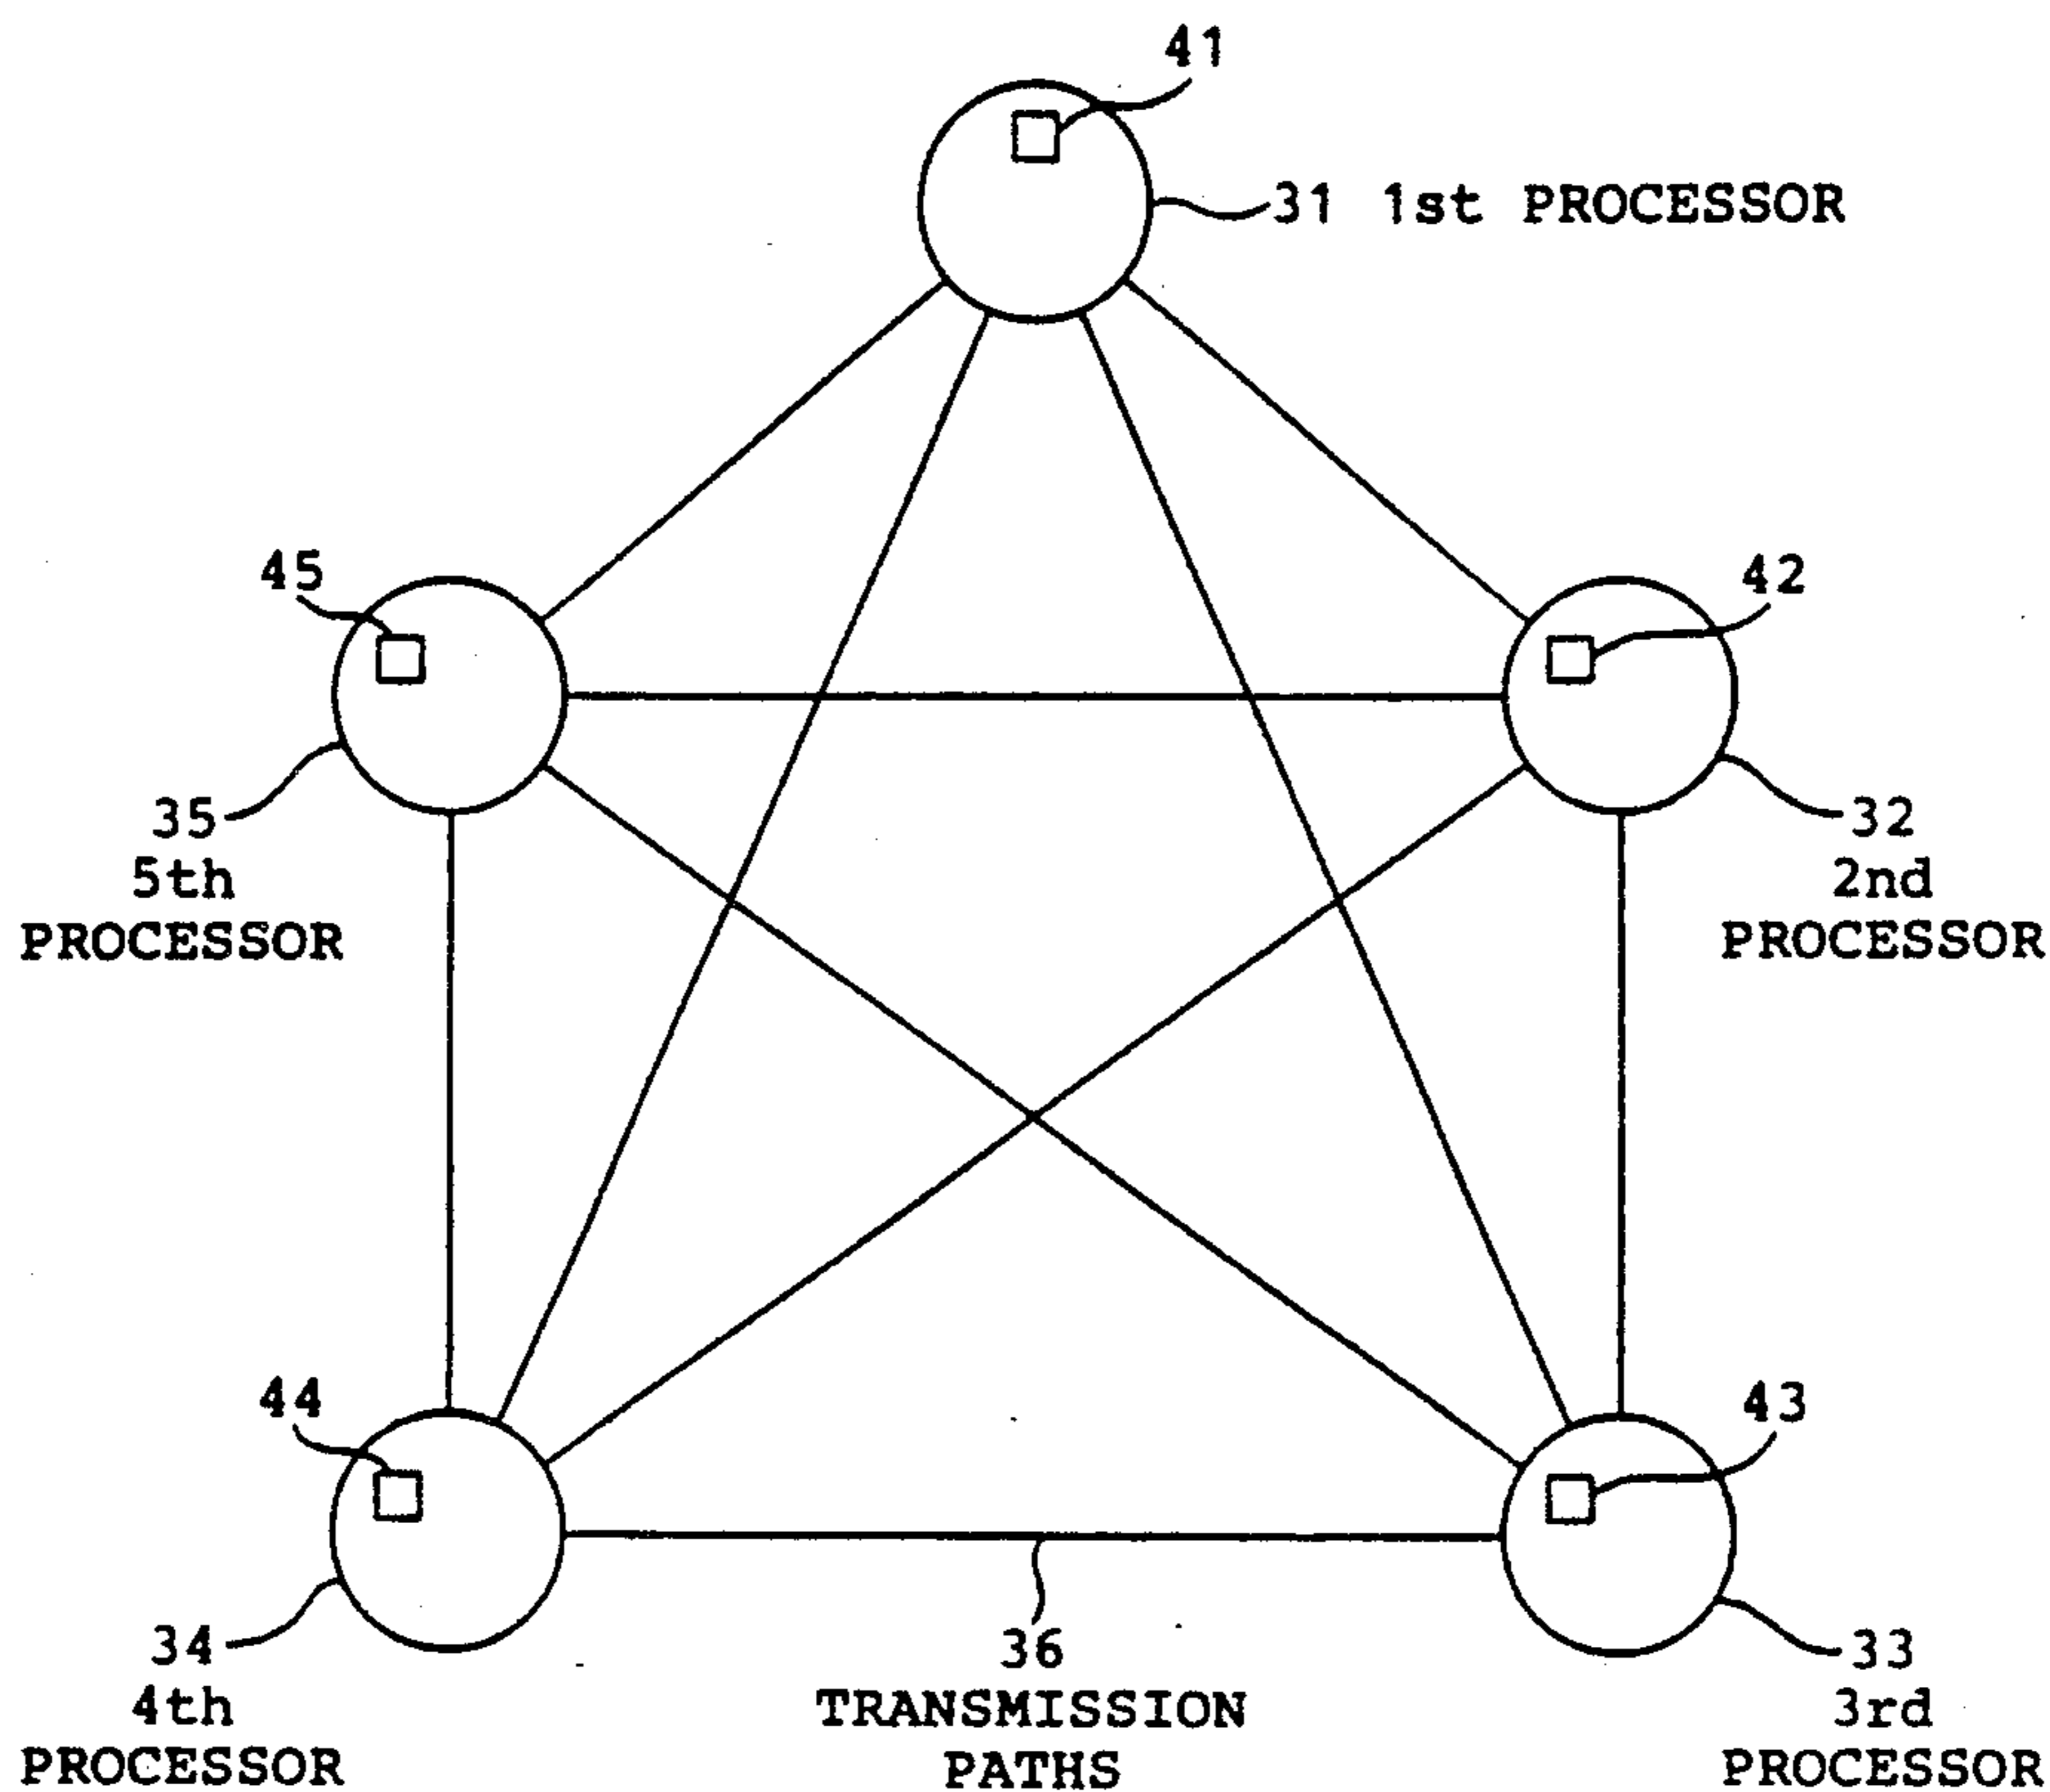 41
31 1st PROCESSOR
45
42
35
5th
PROCESSOR
32
2nd
PROCESSOR
44
43
34
4th
PROCESSOR
36
TRANSMISSION
PATHS
33
3rd
PROCESSOR